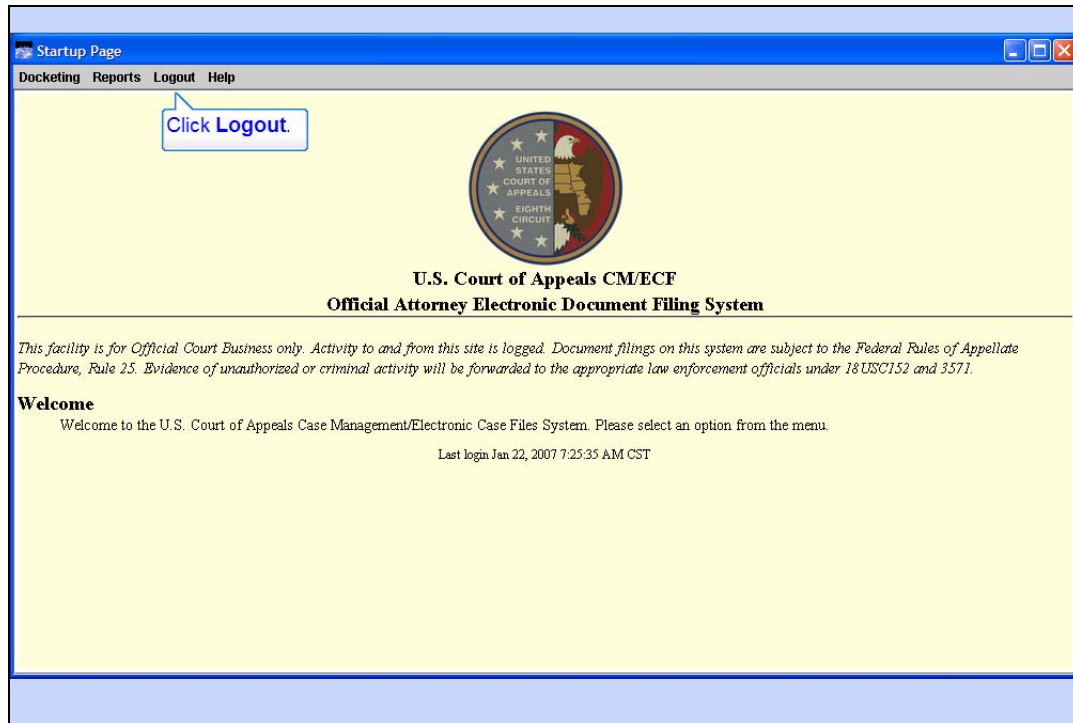 Startup Page
Docketing Reports Logout Help
Click Logout.
UNITED
STATES
COURT OF
APPEALS
EIGHTH
CIRCUIT
U.S. Court of Appeals CM/ECF
Official Attorney Electronic Document Filing System
This facility is for Official Court Business only. Activity to and from this site is logged. Document filings on this system are subject to the Federal Rules of Appellate
Procedure, Rule 25. Evidence of unauthorized or criminal activity will be forwarded to the appropriate law enforcement officials under 18 USC152 and 3571.
Welcome
Welcome to the U.S. Court of Appeals Case Management/Electronic Case Files System. Please select an option from the menu.
Last login Jan 22, 2007 7:25:35 AM CST